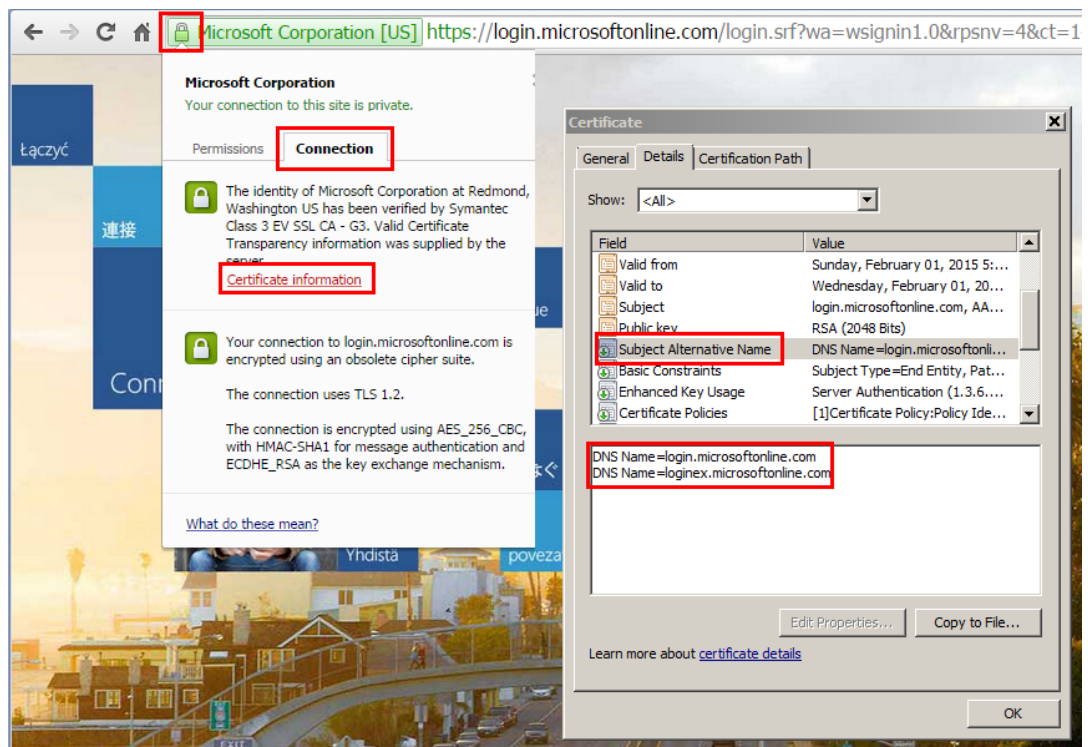 Microsoft Corporation [US] https://login.microsoftonline.com/login.srf?wa=wsignin1.0&rpsnv=4&ct=1
Microsoft Corporation
Your connection to this site is private.
Permissions
Connection
The identity of Microsoft Corporation at Redmond,
Washington US has been verified by Symantec
Class 3 EV SSL CA - G3. Valid Certificate
Transparency information was supplied by the
server.
Certificate information
Your connection to login.microsoftonline.com is
encrypted using an obsolete cipher suite.
The connection uses TLS 1.2.
The connection is encrypted using AES_256_CBC,
with HMAC-SHA1 for message authentication and
ECDHE_RSA as the key exchange mechanism.
What do these mean?
Łączyć
連接
Yhdistä
EXIT
Certificate
General
Details
Certification Path
Show: <All>
Field Value
Valid from Sunday, February 01, 2015 5:...
Valid to Wednesday, February 01, 20...
Subject login.microsoftonline.com, AA...
Public key RSA (2048 Bits)
Subject Alternative Name DNS Name=login.microsoftonli...
Basic Constraints Subject Type=End Entity, Pat...
Enhanced Key Usage Server Authentication (1.3.6....
Certificate Policies [1]Certificate Policy:Policy Ide...
DNS Name=login.microsoftonline.com
DNS Name=loginex.microsoftonline.com
Edit Properties...
Copy to File...
Learn more about certificate details
OK